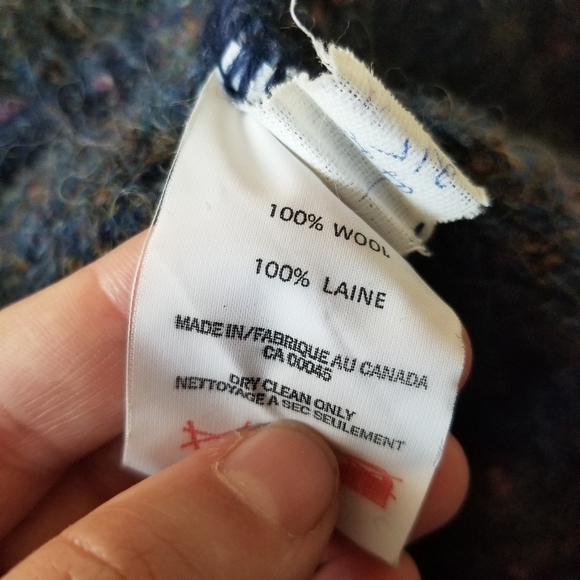 100% WOOL
100% LAINE
MADE IN/FABRIQUE AU CANADA
CA 00045
DRY CLEAN ONLY
NETTOYAGE A SEC SEULEMENT